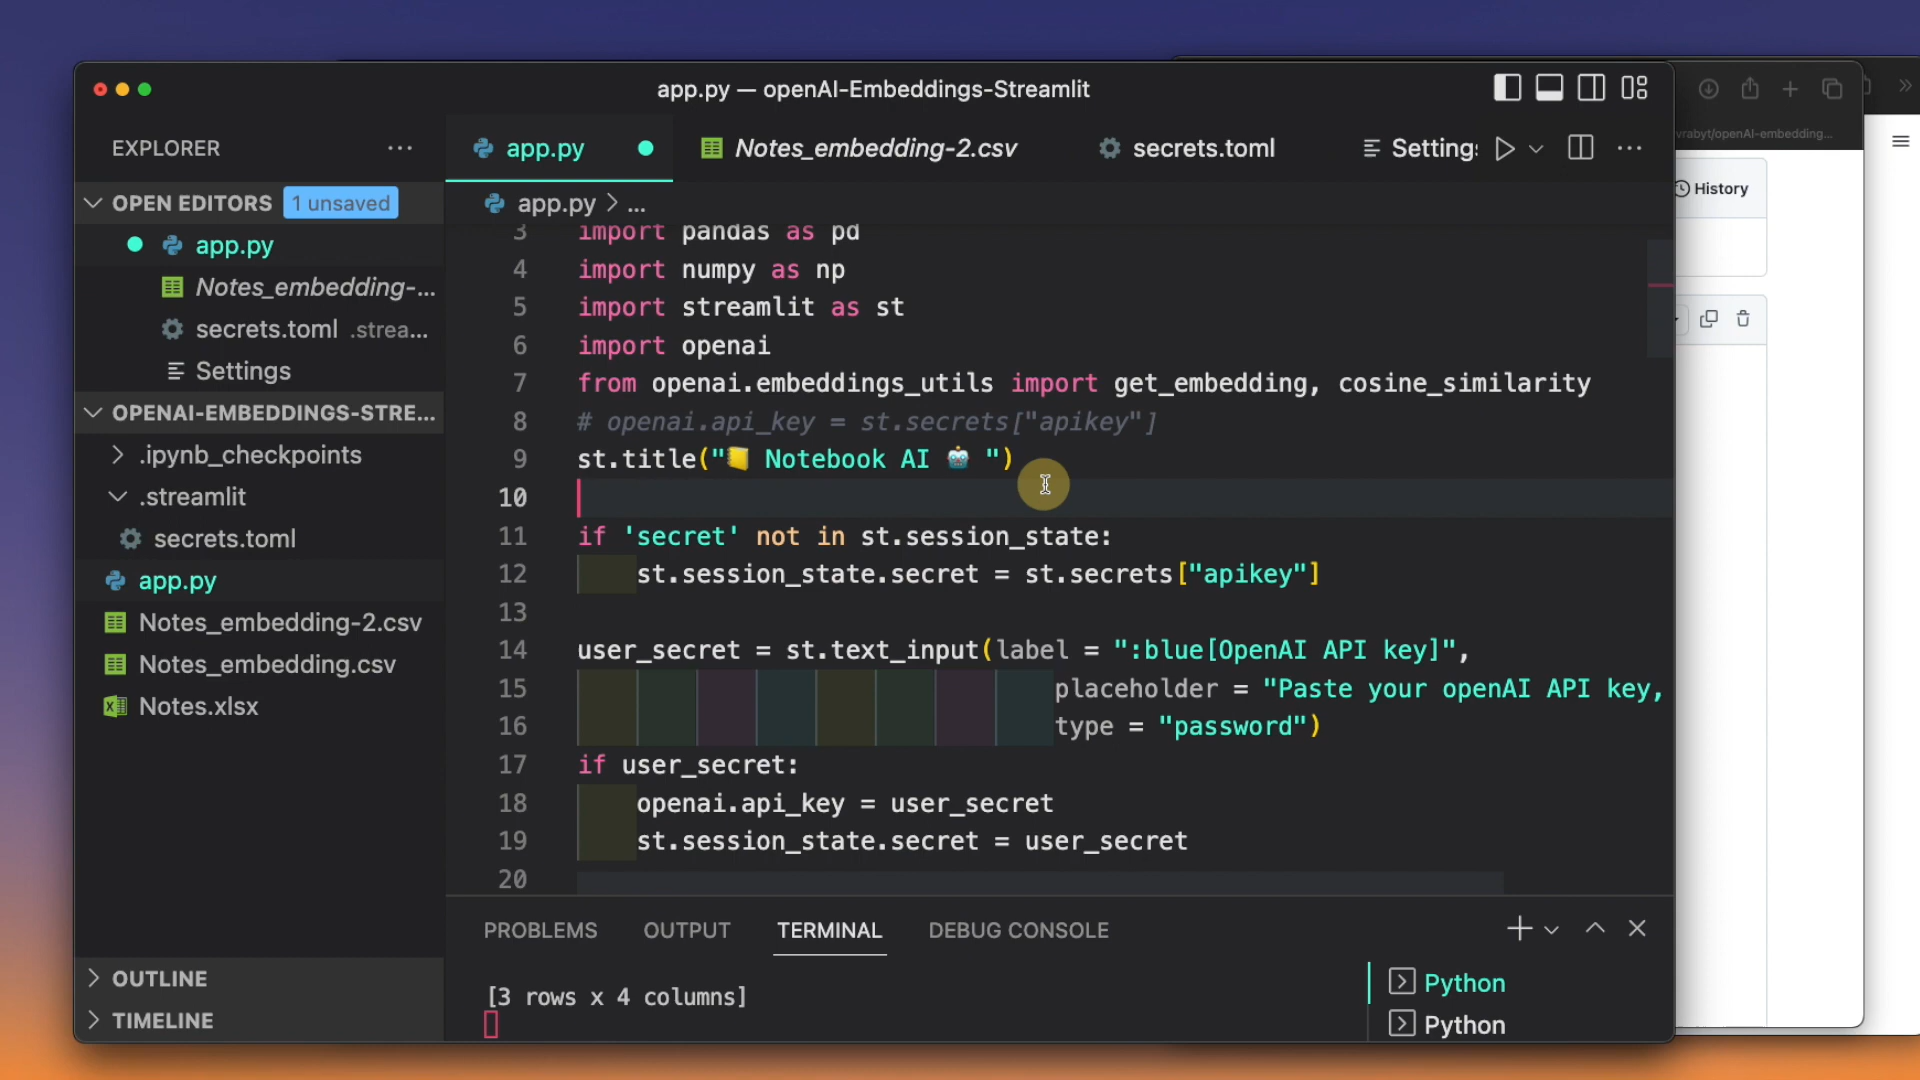 app.py — openAI-Embeddings-Streamlit
EXPLORER
OPEN EDITORS
1 unsaved
app.py
Notes_embedding-...
secrets.toml .strea...
Settings
OPENAI-EMBEDDINGS-STRE...
.ipynb_checkpoints
.streamlit
secrets.toml
app.py
Notes_embedding-2.csv
Notes_embedding.csv
Notes.xlsx
OUTLINE
TIMELINE
app.py
Notes_embedding-2.csv
secrets.toml
Setting
app.py > ...
3 import pandas as pd
4 import numpy as np
5 import streamlit as st
6 import openai
7 from openai.embeddings_utils import get_embedding, cosine_similarity
8 # openai.api_key = st.secrets["apikey"]
9 st.title("📒 Notebook AI 🤖 ")
10
11 if 'secret' not in st.session_state:
12 st.session_state.secret = st.secrets["apikey"]
13
14 user_secret = st.text_input(label = ":blue[OpenAI API key]",
15 placeholder = "Paste your openAI API key,
16 type = "password")
17 if user_secret:
18 openai.api_key = user_secret
19 st.session_state.secret = user_secret
20
PROBLEMS
OUTPUT
TERMINAL
DEBUG CONSOLE
[3 rows x 4 columns]
Python
Python
vrabyt/openAI-embedding...
History